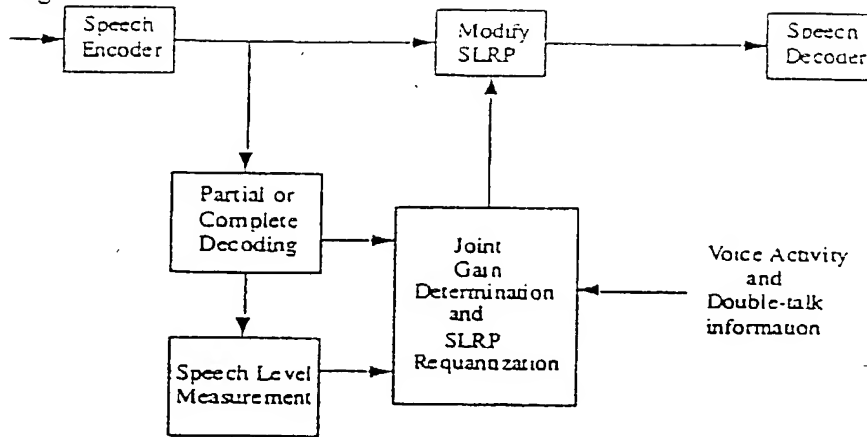 Speech
Encoder
Modify
SLRP
Speech
Decoder
Partial or
Complete
Decoding
Joint
Gain
Determination
and
SLRP
Requantization
Voice Activity
and
Double-talk
information
Speech Level
Measurement